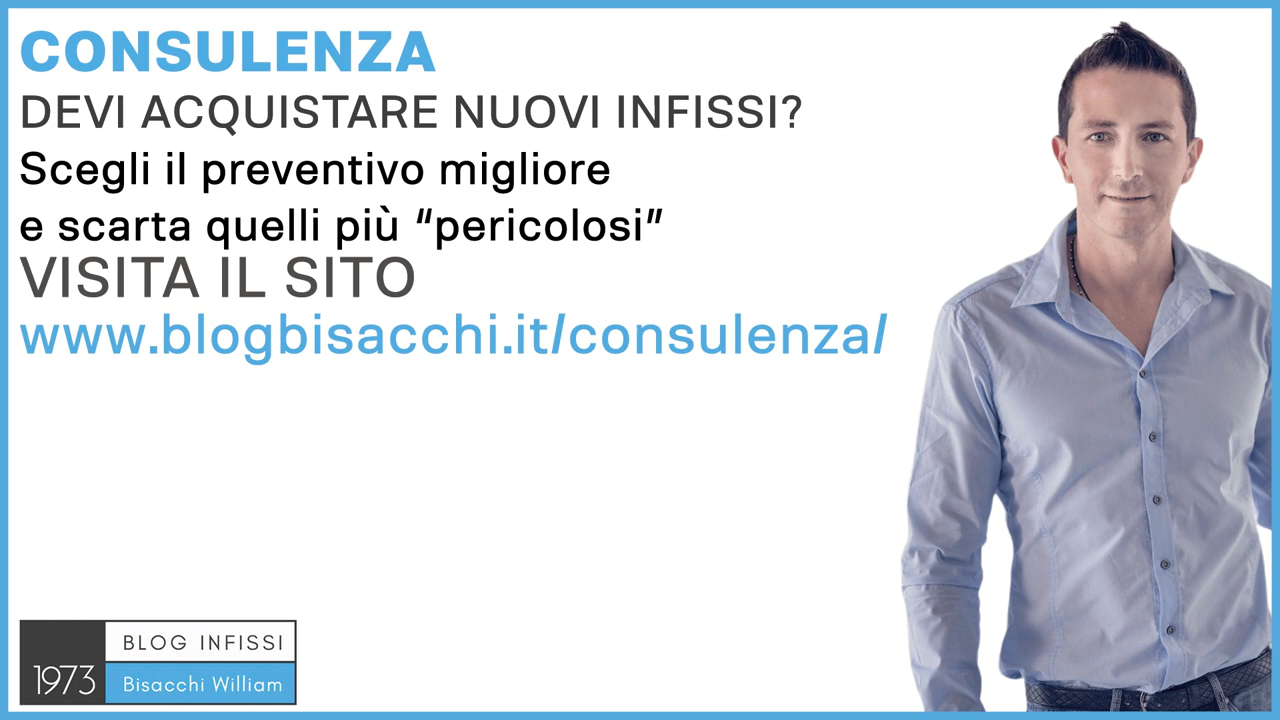 CONSULENZA
DEVI ACQUISTARE NUOVI INFISSI?
Scegli il preventivo migliore
e scarta quelli più “pericolosi”
VISITA IL SITO
www.blogbisacchi.it/consulenza/
1973
BLOG INFISSI
Bisacchi William